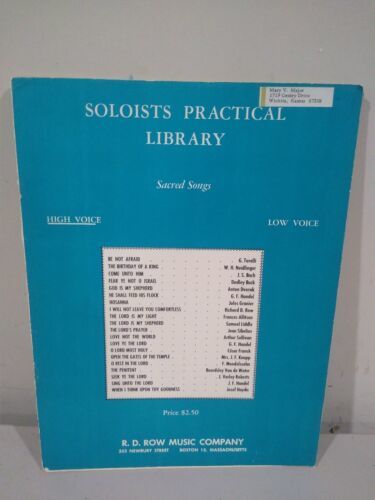 Mary V. Major
Wichita, Kansas
SOLOISTS PRACTICAL
LIBRARY
Sacred Songs
HIGH VOICE
LOW VOICE
BE NOT AFRAID G. Torelli
THE BIRTHDAY OF A KING W. H. Neidlinger
COME UNTO HIM J. S. Bach
FEAR YE NOT O ISRAEL Dudley Buck
GOD IS MY SHEPHERD Anton Dvorak
HE SHALL FEED HIS FLOCK G. F. Handel
HOSANNA Jules Granier
I WILL NOT LEAVE YOU COMFORTLESS Richard D. Row
THE LORD IS MY LIGHT Frances Allitsen
THE LORD IS MY SHEPHERD Samuel Liddle
THE LORD'S PRAYER Jean Sibelius
LOVE NOT THE WORLD Arthur Sullivan
LOVE YE THE LORD G. F. Handel
O LORD MOST HOLY César Franck
OPEN THE GATES OF THE TEMPLE Mrs. J. F. Knapp
O REST IN THE LORD F. Mendelssohn
THE PENITENT Beardsley Van de Water
SEEK YE THE LORD J. Varley Roberts
SING UNTO THE LORD J. F. Handel
WHEN I THINK UPON THY GOODNESS Josef Haydn
Price $2.50
R. D. ROW MUSIC COMPANY
353 NEWBURY STREET BOSTON 15, MASSACHUSETTS